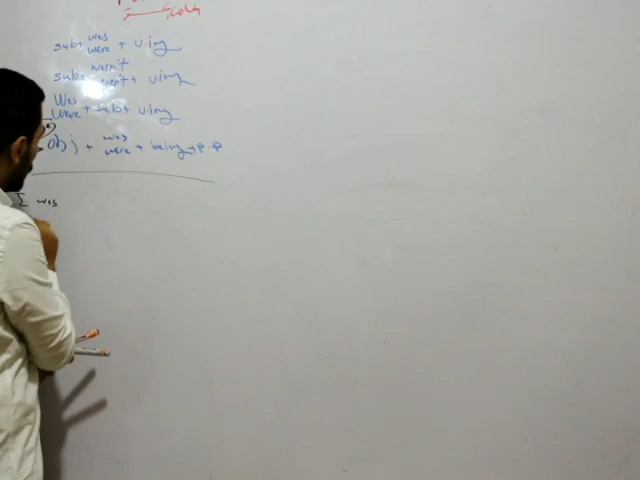 sub + was were + v.ing
sub + wasn't weren't + v.ing
Was Were + sub + v.ing
Obj + was were + being + P.P
I was